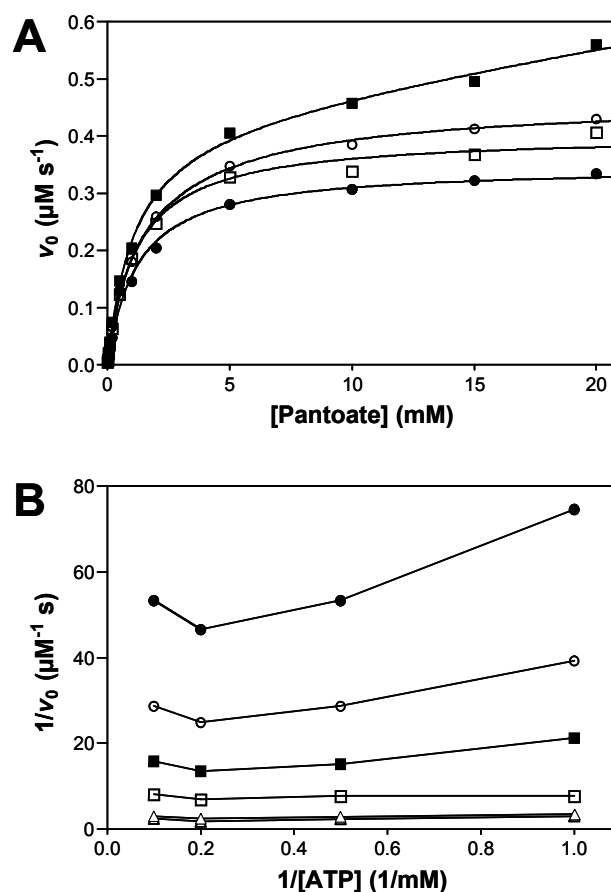 A
0.6
0.5
0.4
0.3
0.2
0.1
0.0
v₀ (µM s⁻¹)
0 5 10 15 20
[Pantoate] (mM)
B
80
60
40
20
0
1/v₀ (µM⁻¹ s)
0.0 0.2 0.4 0.6 0.8 1.0
1/[ATP] (1/mM)